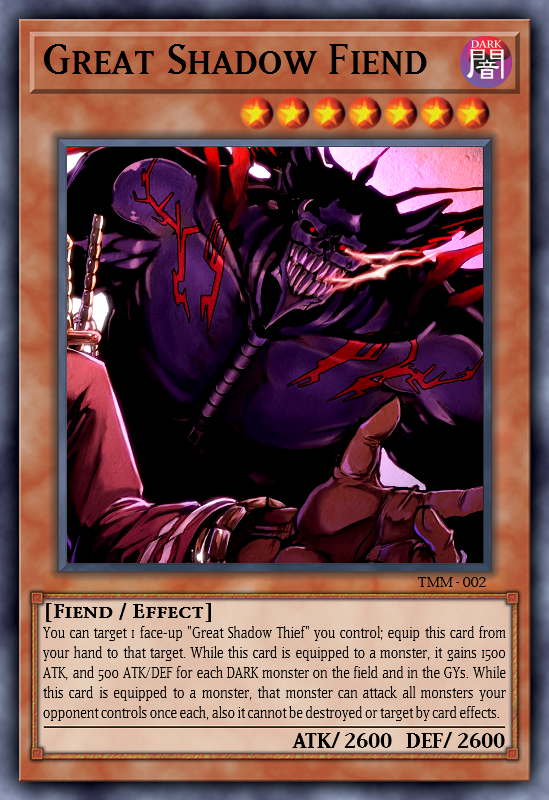 GREAT SHADOW FIEND
DARK
闇
TMM - 002
[FIEND / EFFECT]
You can target 1 face-up "Great Shadow Thief" you control; equip this card from
your hand to that target. While this card is equipped to a monster, it gains 1500
ATK, and 500 ATK/DEF for each DARK monster on the field and in the GYs. While
this card is equipped to a monster, that monster can attack all monsters your
opponent controls once each, also it cannot be destroyed or target by card effects.
ATK/ 2600 DEF/ 2600